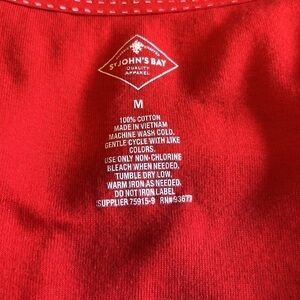 ST. JOHN'S BAY
QUALITY
APPAREL
M
100% COTTON
MADE IN VIETNAM
MACHINE WASH COLD.
GENTLE CYCLE WITH LIKE
COLORS.
USE ONLY NON-CHLORINE
BLEACH WHEN NEEDED.
TUMBLE DRY LOW.
WARM IRON AS NEEDED.
DO NOT IRON LABEL
SUPPLIER 75915-9 RN#93677